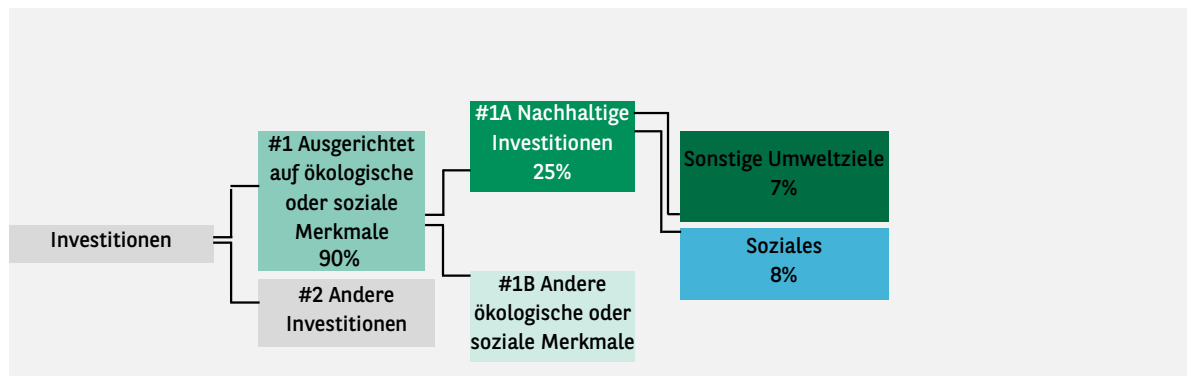 Investitionen
#1 Ausgerichtet
auf ökologische
oder soziale
Merkmale
90%
#2 Andere
Investitionen
#1A Nachhaltige
Investitionen
25%
#1B Andere
ökologische oder
soziale Merkmale
Sonstige Umweltziele
7%
Soziales
8%